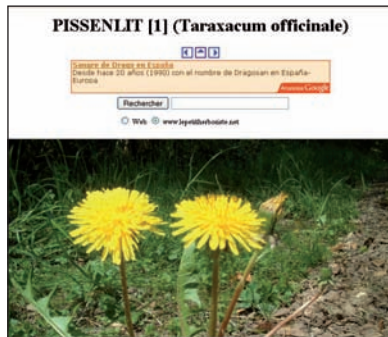 PISSENLIT [1] (Taraxacum officinale)
Sangre de Drago en España
Desde hace 20 años (1990) con el nombre de Dragosan en España-
Europa
Google
Rechercher
Web www.lepetitherboriste.net